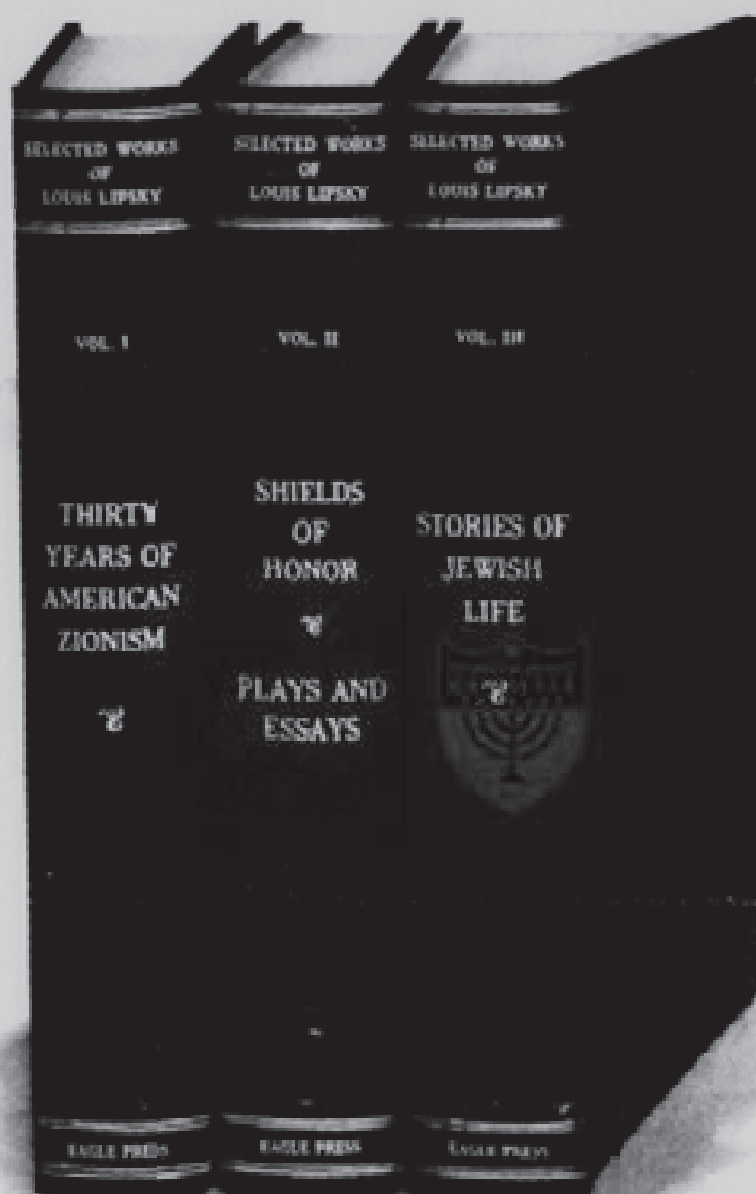 SELECTED WORKS
OF
LOUIS LIPSKY
VOL. I
THIRTY
YEARS OF
AMERICAN
ZIONISM
EAGLE PRESS
SELECTED WORKS
OF
LOUIS LIPSKY
VOL. II
SHIELDS
OF
HONOR
PLAYS AND
ESSAYS
EAGLE PRESS
SELECTED WORKS
OF
LOUIS LIPSKY
VOL. III
STORIES OF
JEWISH
LIFE
EAGLE PRESS